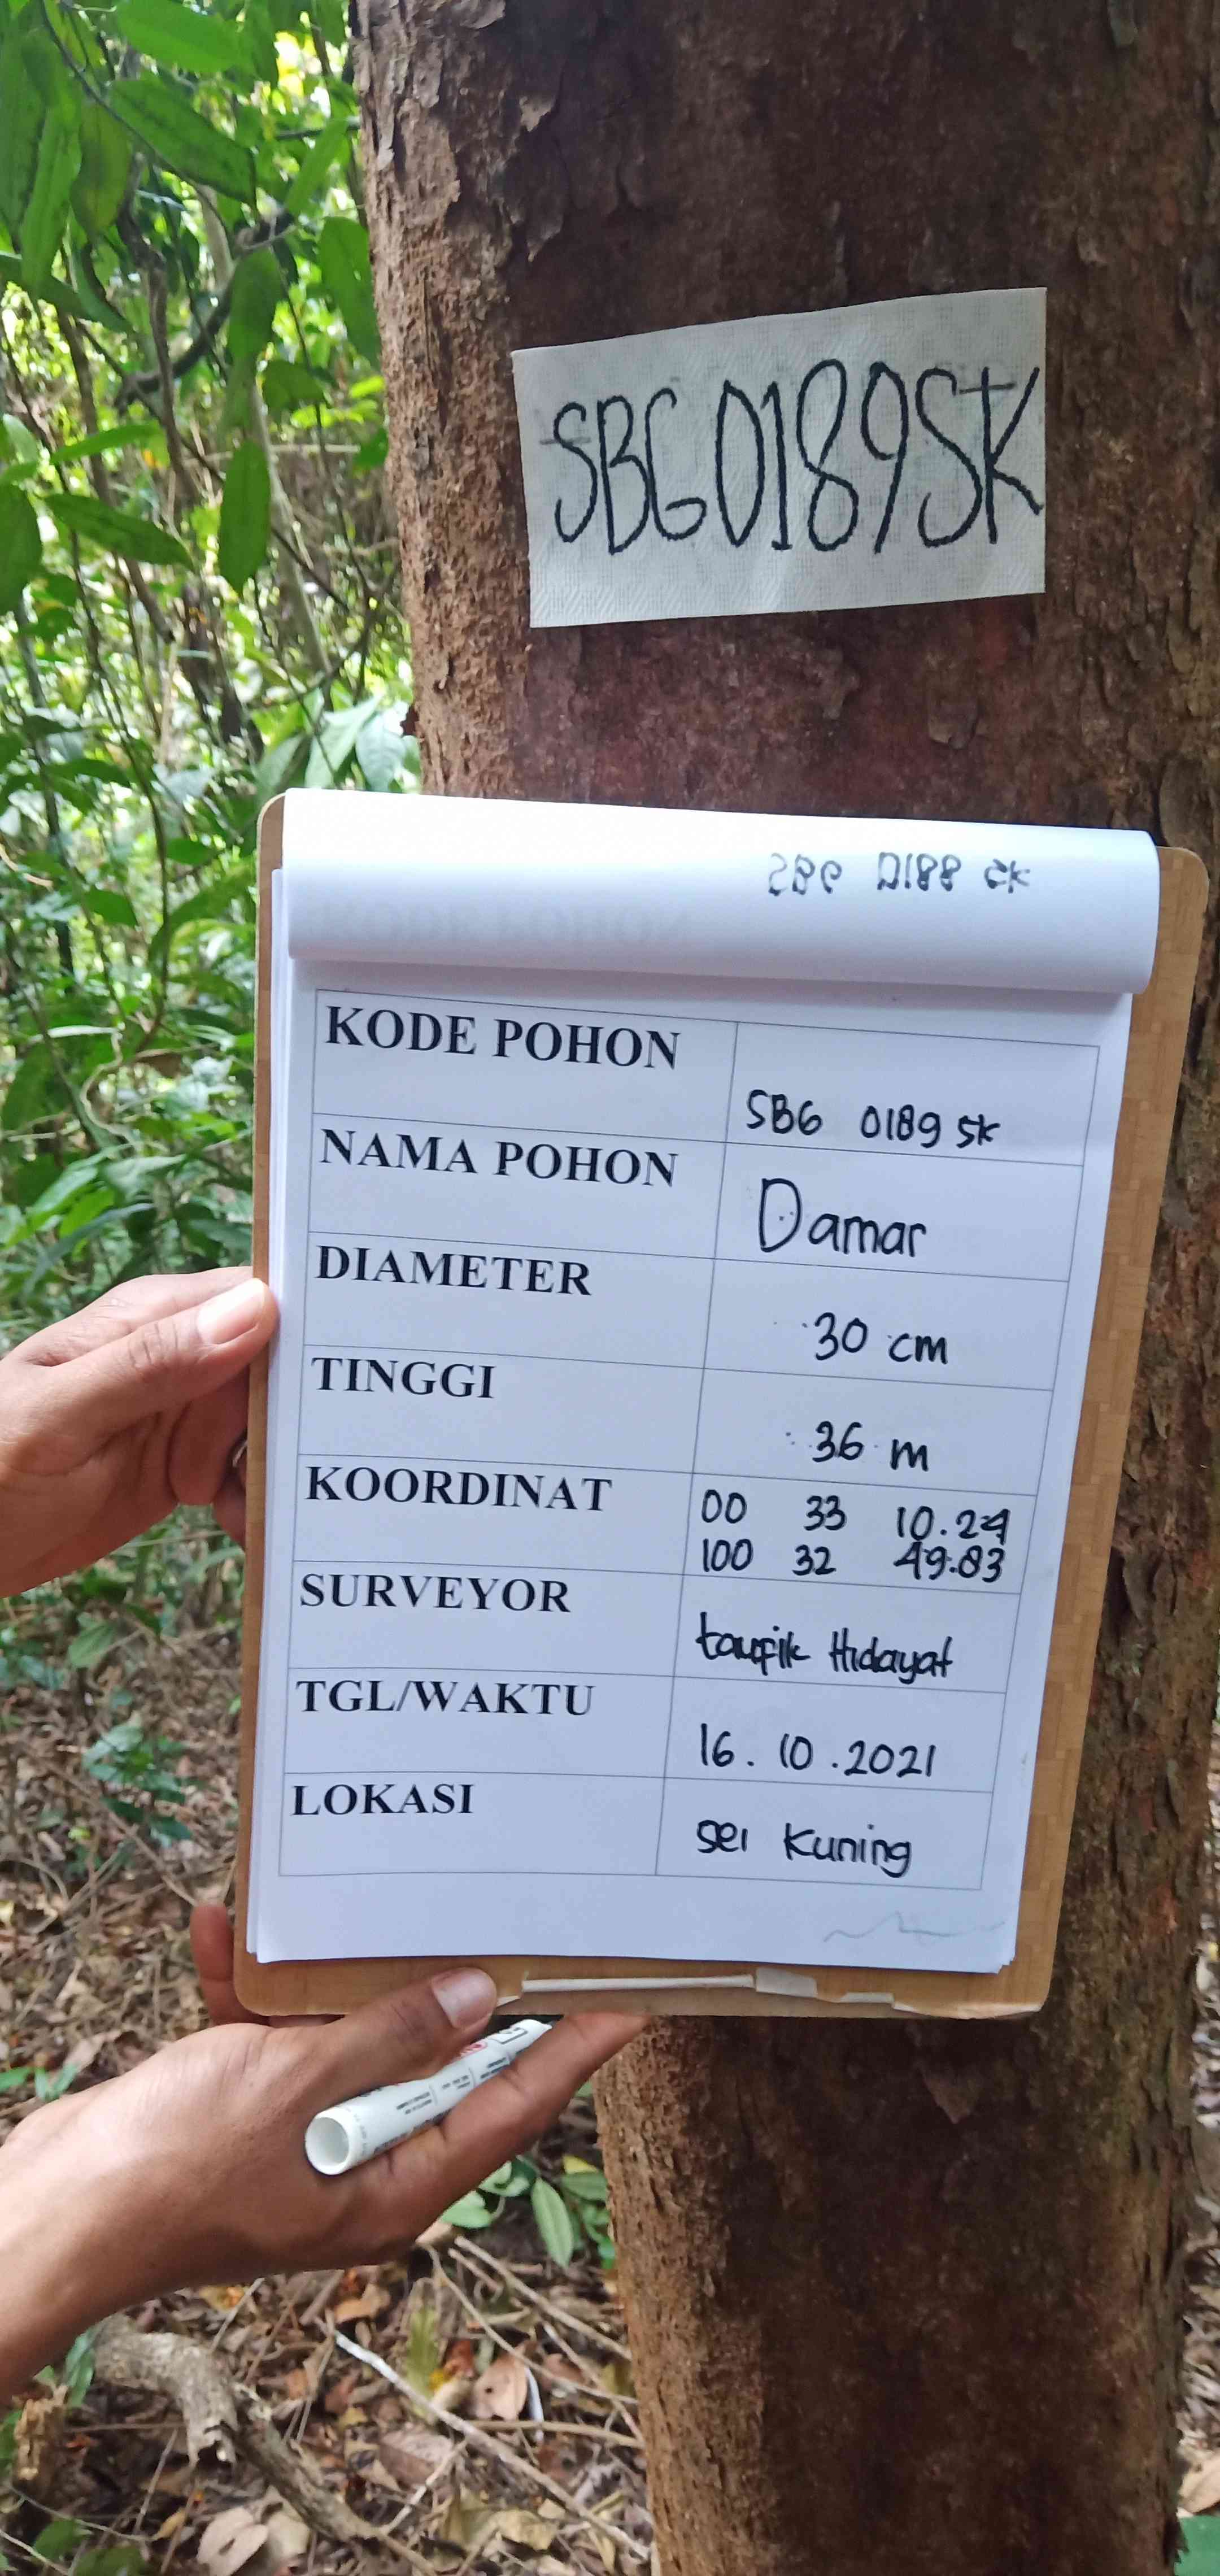 SBG0189SK
SBG 0188 SK
KODE POHON
SBG 0189 SK
NAMA POHON
Damar
DIAMETER
30 cm
TINGGI
36 m
KOORDINAT
00 33 10.24
100 32 49.83
SURVEYOR
taufik Hidayat
TGL/WAKTU
16.10.2021
LOKASI
sei Kuning